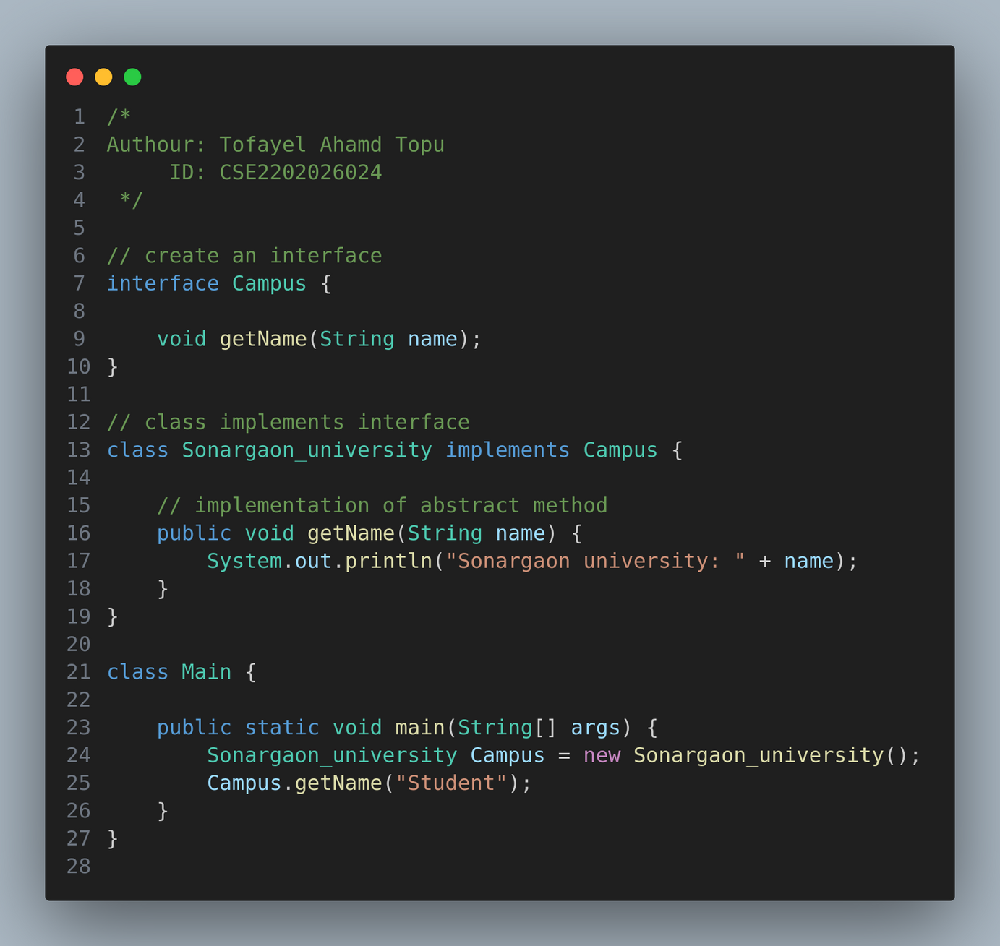 1 /*
2 Authour: Tofayel Ahamd Topu
3      ID: CSE2202026024
4  */
5
6 // create an interface
7 interface Campus {
8
9     void getName(String name);
10 }
11
12 // class implements interface
13 class Sonargaon_university implements Campus {
14
15     // implementation of abstract method
16     public void getName(String name) {
17         System.out.println("Sonargaon university: " + name);
18     }
19 }
20
21 class Main {
22
23     public static void main(String[] args) {
24         Sonargaon_university Campus = new Sonargaon_university();
25         Campus.getName("Student");
26     }
27 }
28